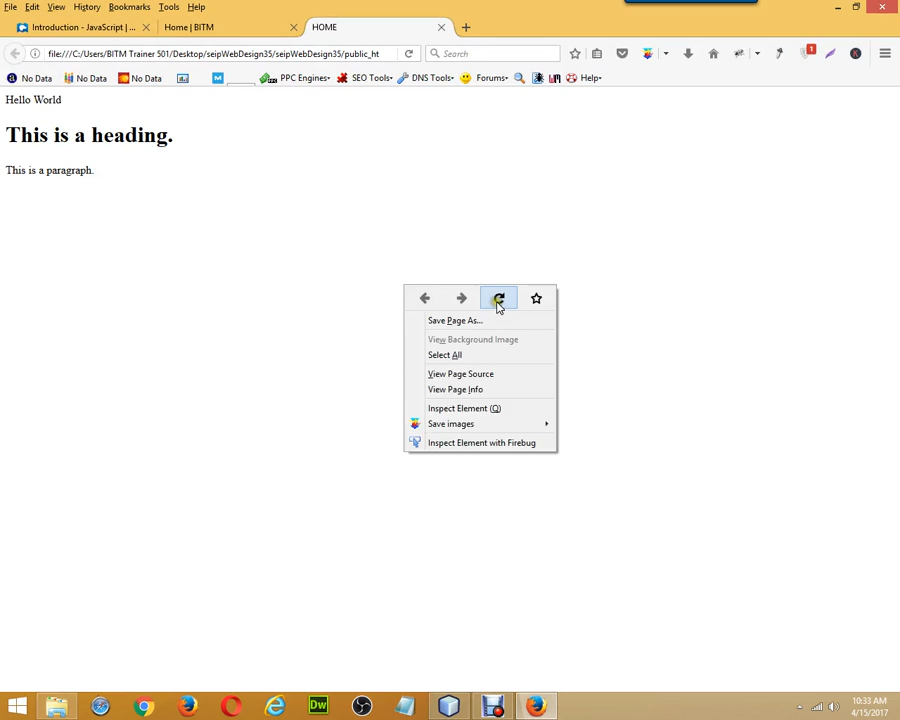 File Edit View History Bookmarks Tools Help
Introduction - JavaScript | ... Home | BITM HOME
file:///C:/Users/BITM Trainer 501/Desktop/seipWebDesign35/seipWebDesign35/public_ht Search 1
No Data No Data No Data PPC Engines SEO Tools DNS Tools Forums Help
Hello World
This is a heading.
This is a paragraph.
Save Page As...
View Background Image
Select All
View Page Source
View Page Info
Inspect Element (Q)
Save images
Inspect Element with Firebug
Dw
10:33 AM
4/15/2017